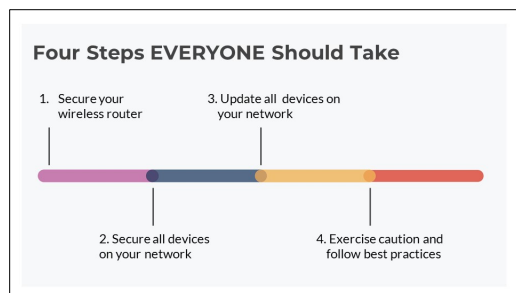 Four Steps EVERYONE Should Take
1. Secure your
wireless router
3. Update all devices on
your network
2. Secure all devices
on your network
4. Exercise caution and
follow best practices